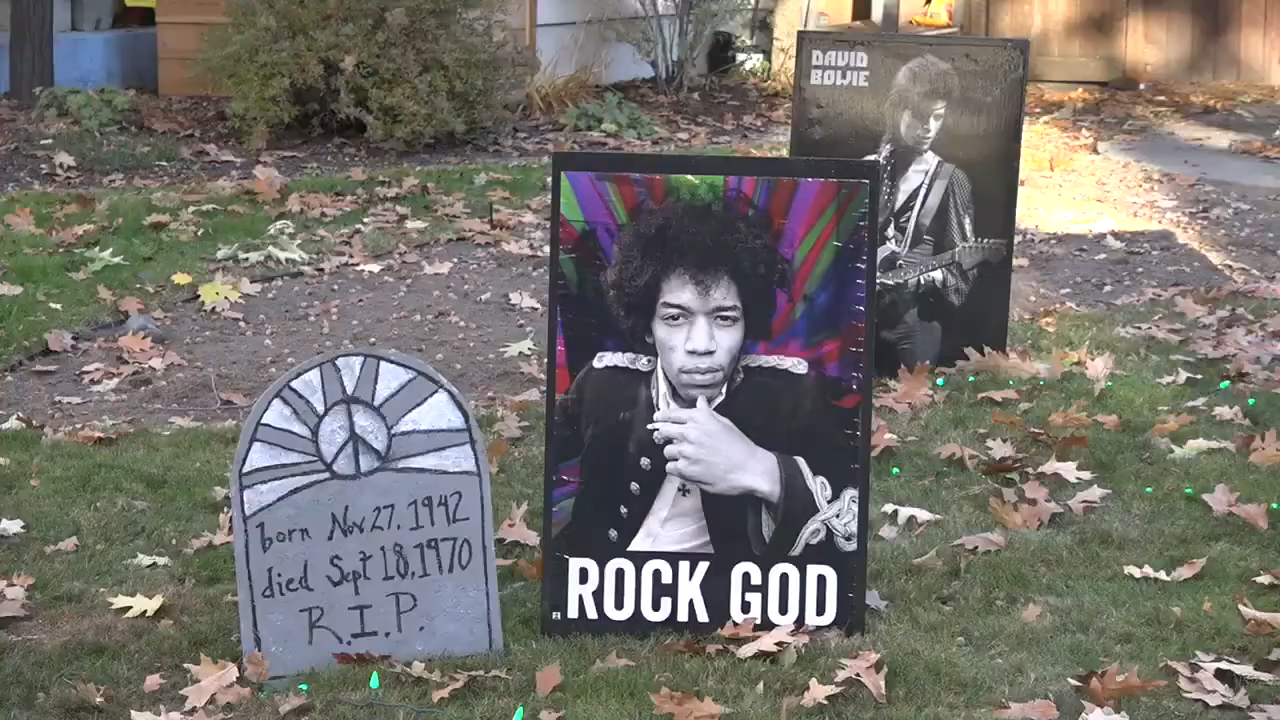 DAVID
BOWIE
born Nov 27, 1942
died Sept 18, 1970
R.I.P.
ROCK GOD